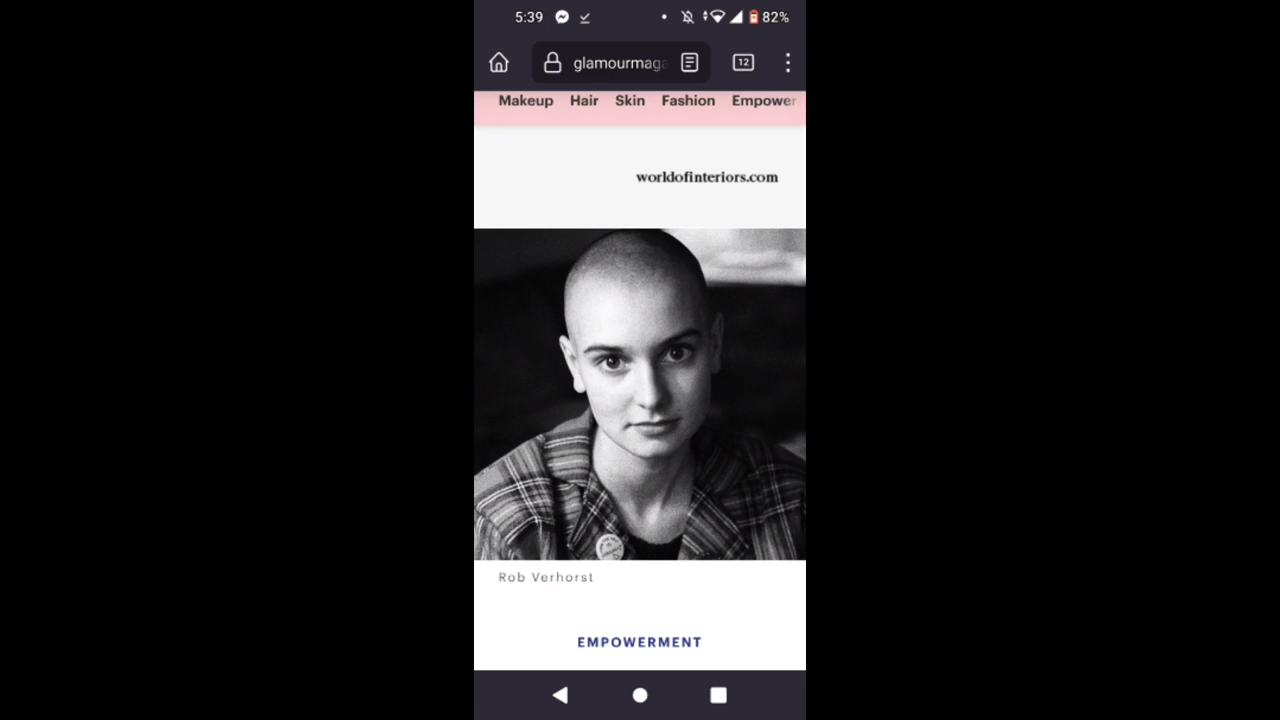 5:39 82%
glamourmaga 12
Makeup Hair Skin Fashion Empower
worldofinteriors.com
Rob Verhorst
EMPOWERMENT